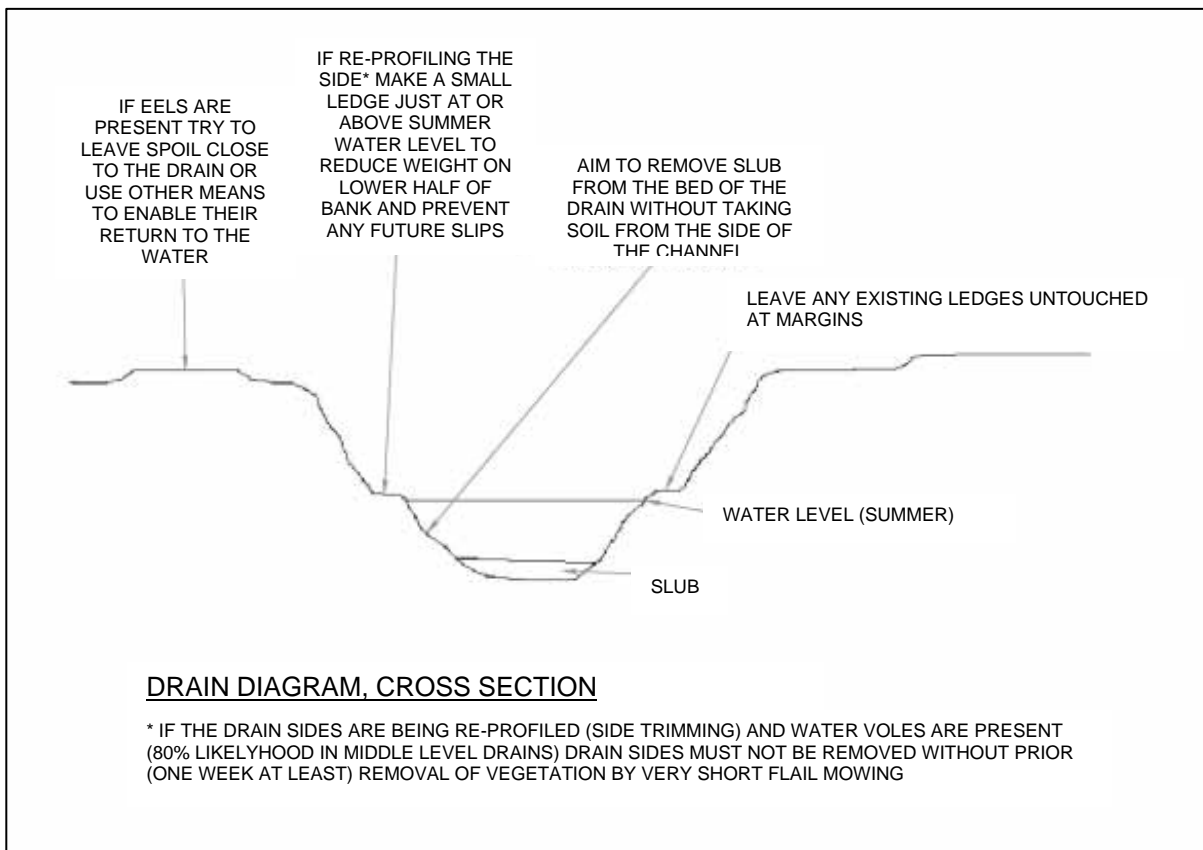 IF EELS ARE
PRESENT TRY TO
LEAVE SPOIL CLOSE
TO THE DRAIN OR
USE OTHER MEANS
TO ENABLE THEIR
RETURN TO THE
WATER
IF RE-PROFILING THE
SIDE* MAKE A SMALL
LEDGE JUST AT OR
ABOVE SUMMER
WATER LEVEL TO
REDUCE WEIGHT ON
LOWER HALF OF
BANK AND PREVENT
ANY FUTURE SLIPS
AIM TO REMOVE SLUB
FROM THE BED OF THE
DRAIN WITHOUT TAKING
SOIL FROM THE SIDE OF
THE CHANNEL
LEAVE ANY EXISTING LEDGES UNTOUCHED
AT MARGINS
WATER LEVEL (SUMMER)
SLUB
DRAIN DIAGRAM, CROSS SECTION
* IF THE DRAIN SIDES ARE BEING RE-PROFILED (SIDE TRIMMING) AND WATER VOLES ARE PRESENT
(80% LIKELYHOOD IN MIDDLE LEVEL DRAINS) DRAIN SIDES MUST NOT BE REMOVED WITHOUT PRIOR
(ONE WEEK AT LEAST) REMOVAL OF VEGETATION BY VERY SHORT FLAIL MOWING